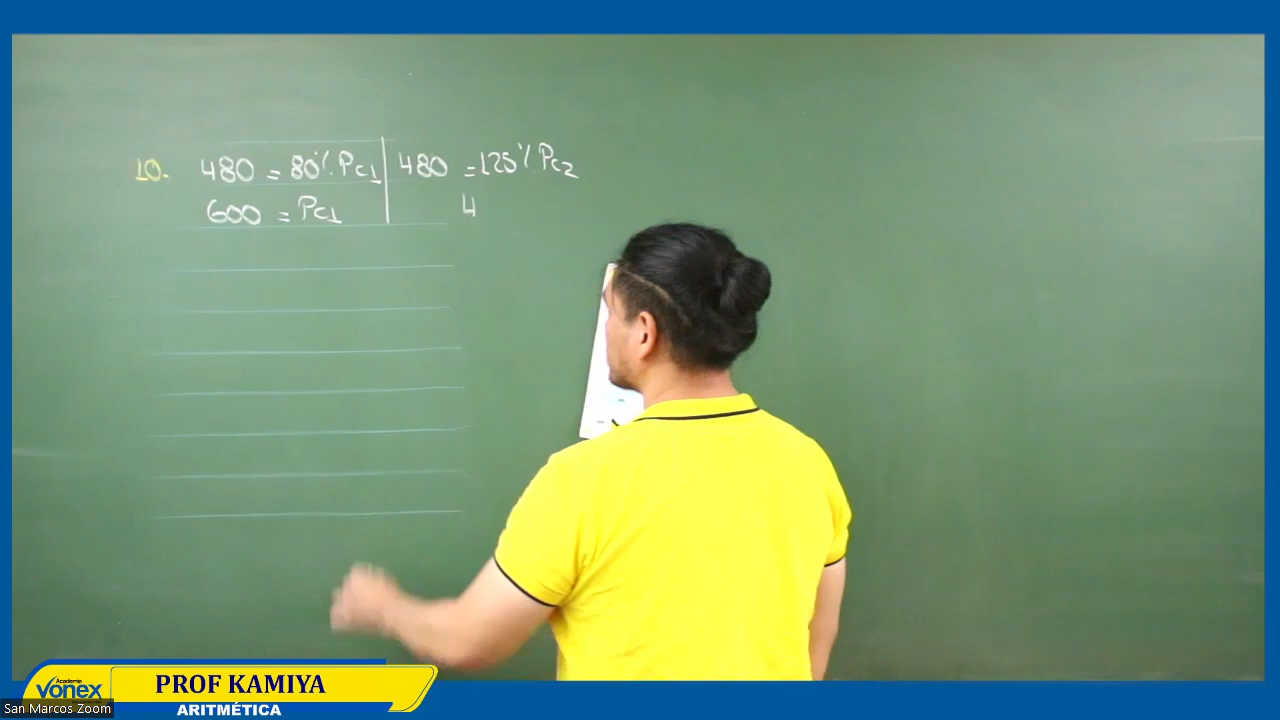 10. 480 = 80% Pc1 | 480 = 125% Pc2
600 = Pc1 | 4
Academia
vonex
PROF KAMIYA
ARITMÉTICA
San Marcos Zoom